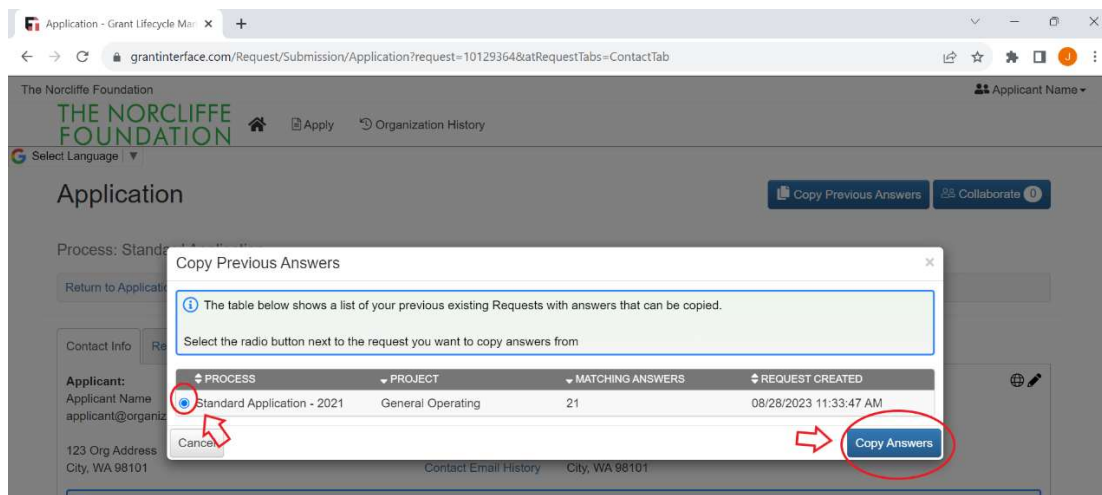 Application - Grant Lifecycle Mar
grantinterface.com/Request/Submission/Application?request=10129364&atRequestTabs=ContactTab
J
The Norcliffe Foundation
Applicant Name
THE NORCLIFFE
FOUNDATION
Apply
Organization History
Select Language
Application
Copy Previous Answers
Collaborate 0
Process:
Return to
Contact Info
Copy Previous Answers
The table below shows a list of your previous existing Requests with answers that can be copied.
Select the radio button next to the request you want to copy answers from
PROCESS PROJECT MATCHING ANSWERS REQUEST CREATED
Standard Application - 2021 General Operating 21 08/28/2023 11:33:47 AM
Cancel
Copy Answers
Applicant:
Applicant Name
applicant@organiz
123 Org Address
City, WA 98101
Contact Email History
City, WA 98101